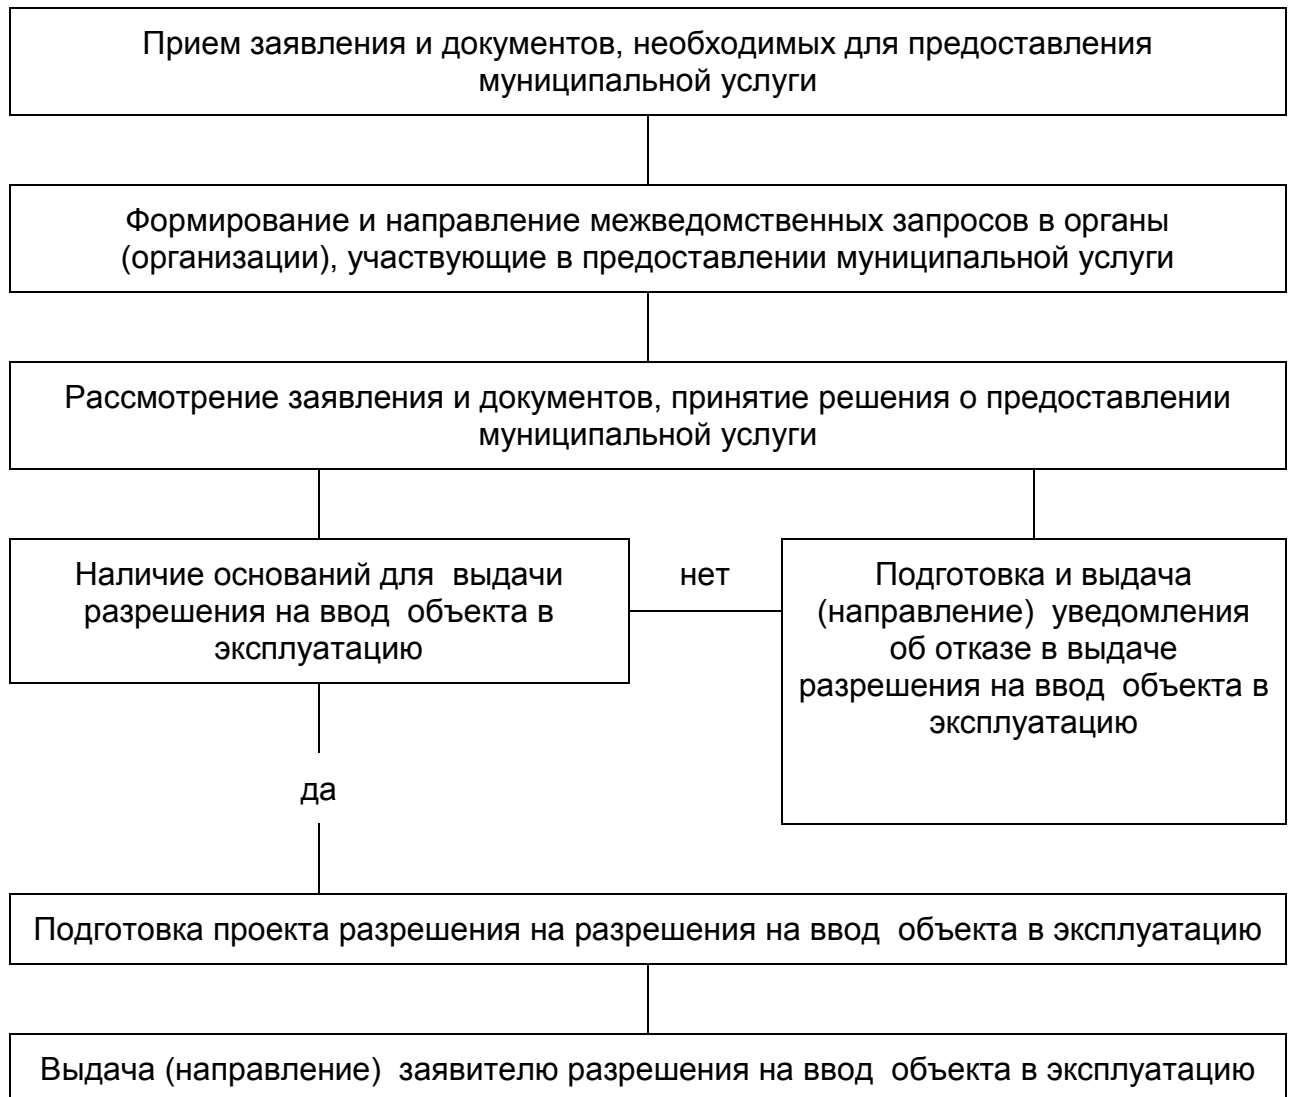 Прием заявления и документов, необходимых для предоставления
муниципальной услуги
Формирование и направление межведомственных запросов в органы
(организации), участвующие в предоставлении муниципальной услуги
Рассмотрение заявления и документов, принятие решения о предоставлении
муниципальной услуги
Наличие оснований для выдачи
разрешения на ввод объекта в
эксплуатацию
нет
Подготовка и выдача
(направление) уведомления
об отказе в выдаче
разрешения на ввод объекта в
эксплуатацию
да
Подготовка проекта разрешения на разрешения на ввод объекта в эксплуатацию
Выдача (направление) заявителю разрешения на ввод объекта в эксплуатацию